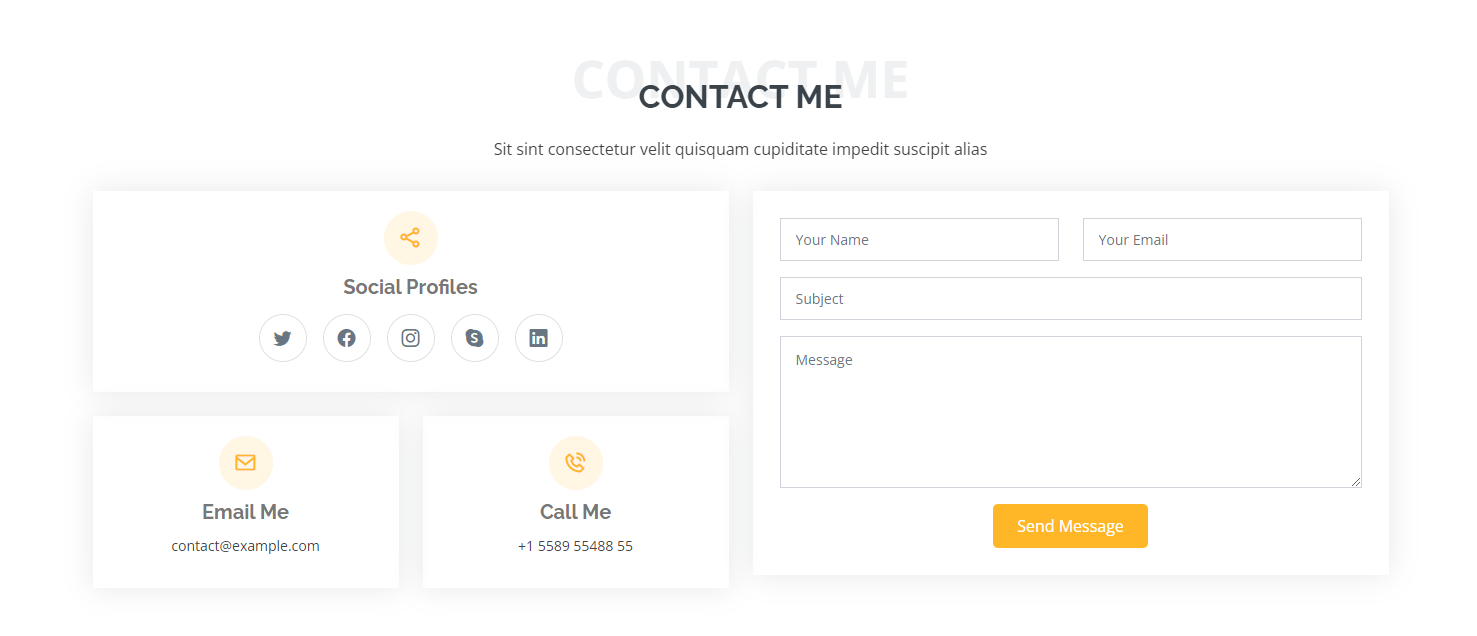 CONTACT ME
CONTACT ME
Sit sint consectetur velit quisquam cupiditate impedit suscipit alias
Social Profiles
Email Me
contact@example.com
Call Me
+1 5589 55488 55
Your Name
Your Email
Subject
Message
Send Message